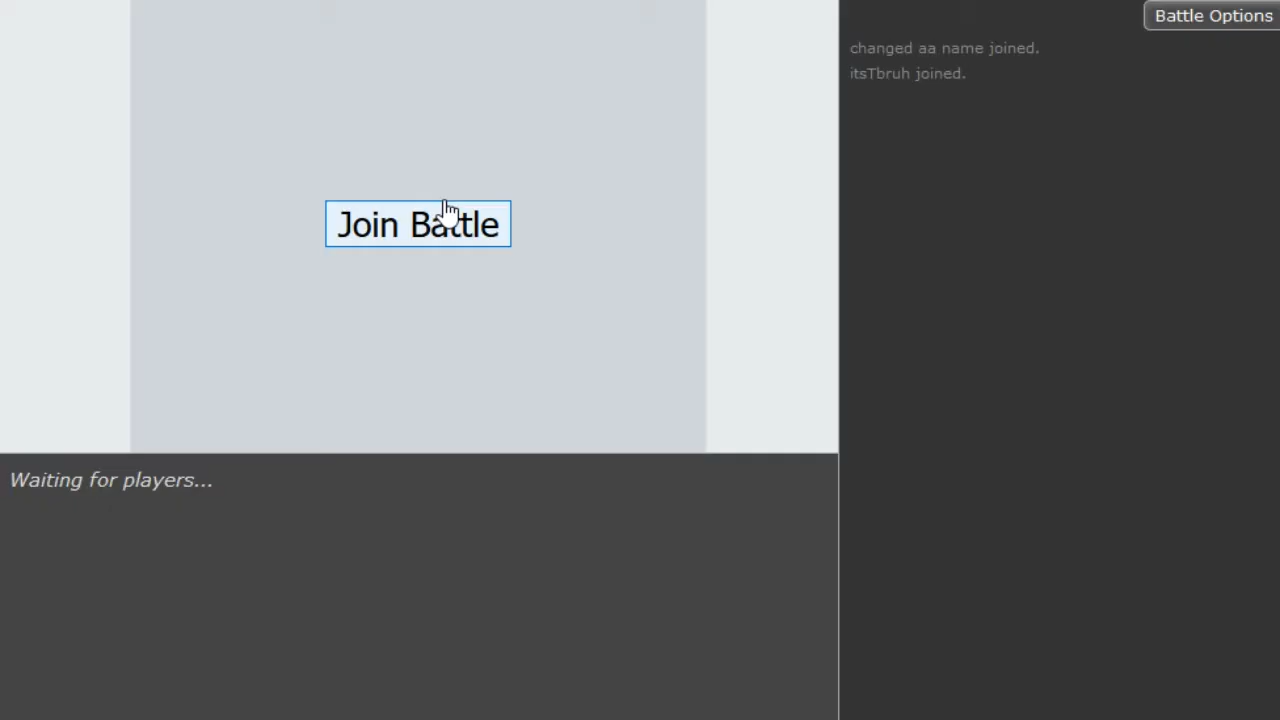 Battle Options
changed aa name joined.
itsTbruh joined.
Join Battle
Waiting for players...